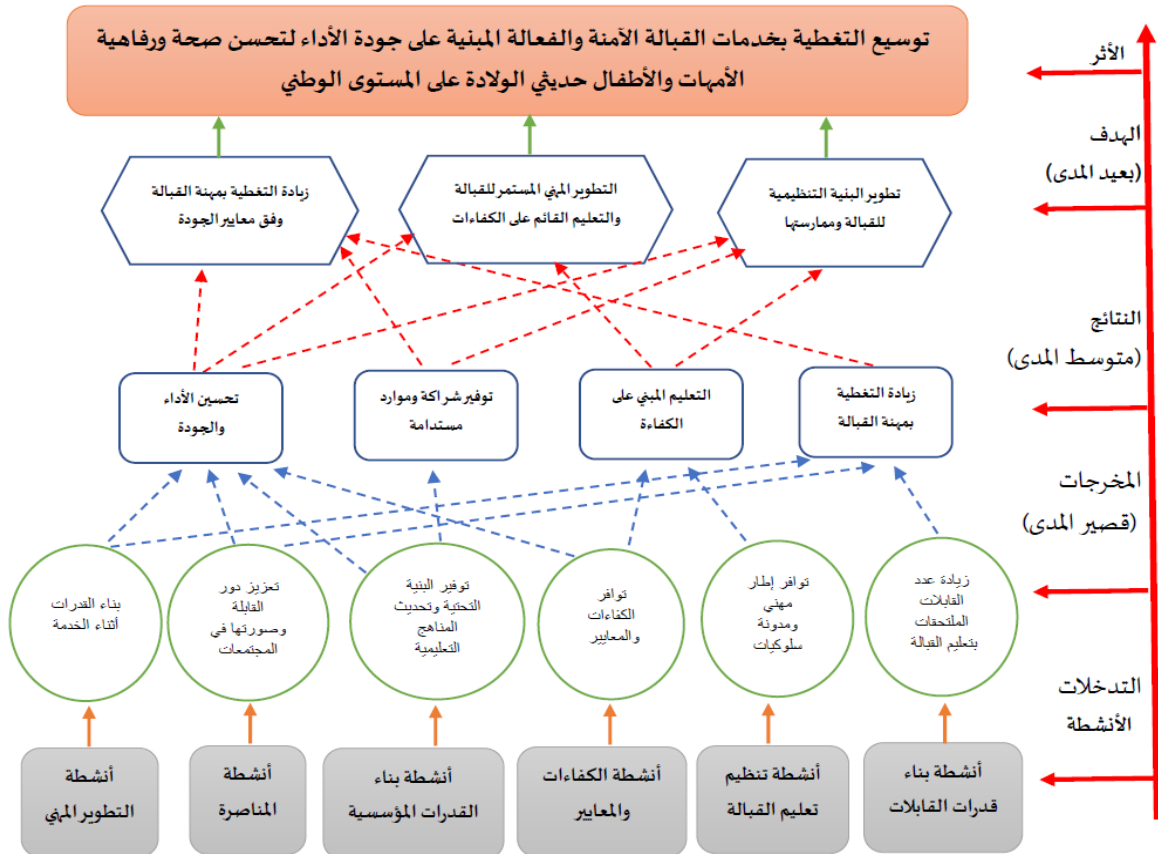 توسيع التغطية بخدمات القبالة الآمنة والفعالة المبنية على جودة الأداء لتحسن صحة ورفاهية
الأمهات والأطفال حديثي الولادة على المستوى الوطني
الأثر
الهدف
(بعيد المدى)
تطوير البنية التنظيمية
للقبالة وممارستها
التطوير المهني المستمر للقبالة
والتعليم القائم على الكفاءات
زيادة التغطية بمهنة القبالة
وفق معايير الجودة
النتائج
(متوسط المدى)
زيادة التغطية
بمهنة القبالة
التعليم المبني على
الكفاءة
توفير شراكة وموارد
مستدامة
تحسين الأداء
والجودة
المخرجات
(قصير المدى)
زيادة عدد
القابلات
الملتحقات
بتعليم القبالة
توافر إطار
مهني
ومدونة
سلوكيات
توافر
الكفاءات
والمعايير
توفير البنية
التحتية وتحديث
المناهج
التعليمية
تعزيز دور
القابلة
وصورتها في
المجتمعات
بناء القدرات
أثناء الخدمة
التدخلات
الأنشطة
أنشطة بناء
قدرات القابلات
أنشطة تنظيم
تعليم القبالة
أنشطة الكفاءات
والمعايير
أنشطة بناء
القدرات المؤسسية
أنشطة
المناصرة
أنشطة
التطوير المهني